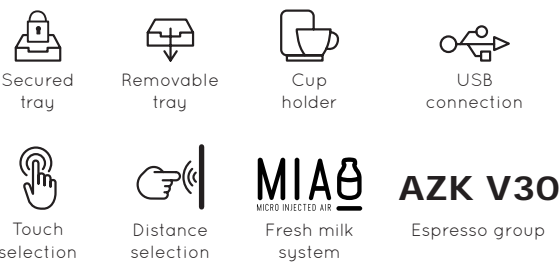 Secured
tray
Removable
tray
Cup
holder
USB
connection
Touch
selection
Distance
selection
MIA
MICRO INJECTED AIR
Fresh milk
system
AZK V30
Espresso group